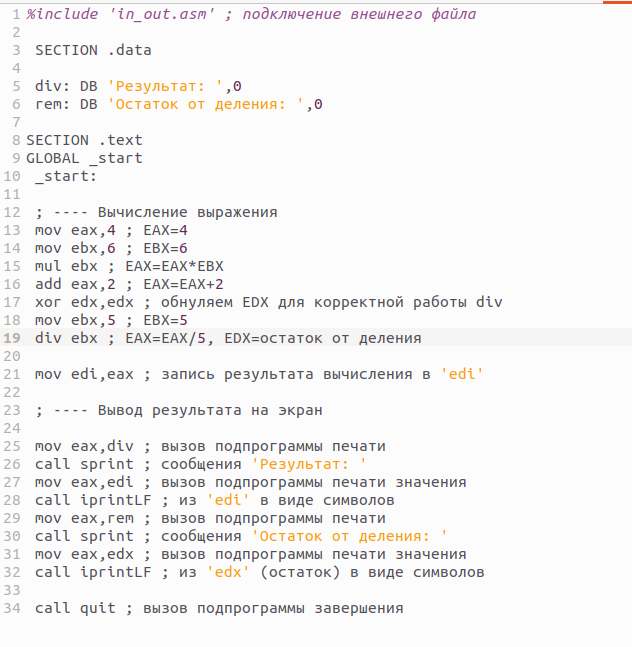 1 %include 'in_out.asm' ; подключение внешнего файла
2
3 SECTION .data
4
5 div: DB 'Результат: ',0
6 rem: DB 'Остаток от деления: ',0
7
8 SECTION .text
9 GLOBAL _start
10 _start:
11
12 ; ---- Вычисление выражения
13 mov eax,4 ; EAX=4
14 mov ebx,6 ; EBX=6
15 mul ebx ; EAX=EAX*EBX
16 add eax,2 ; EAX=EAX+2
17 xor edx,edx ; обнуляем EDX для корректной работы div
18 mov ebx,5 ; EBX=5
19 div ebx ; EAX=EAX/5, EDX=остаток от деления
20
21 mov edi,eax ; запись результата вычисления в 'edi'
22
23 ; ---- Вывод результата на экран
24
25 mov eax,div ; вызов подпрограммы печати
26 call sprint ; сообщения 'Результат: '
27 mov eax,edi ; вызов подпрограммы печати значения
28 call iprintLF ; из 'edi' в виде символов
29 mov eax,rem ; вызов подпрограммы печати
30 call sprint ; сообщения 'Остаток от деления: '
31 mov eax,edx ; вызов подпрограммы печати значения
32 call iprintLF ; из 'edx' (остаток) в виде символов
33
34 call quit ; вызов подпрограммы завершения